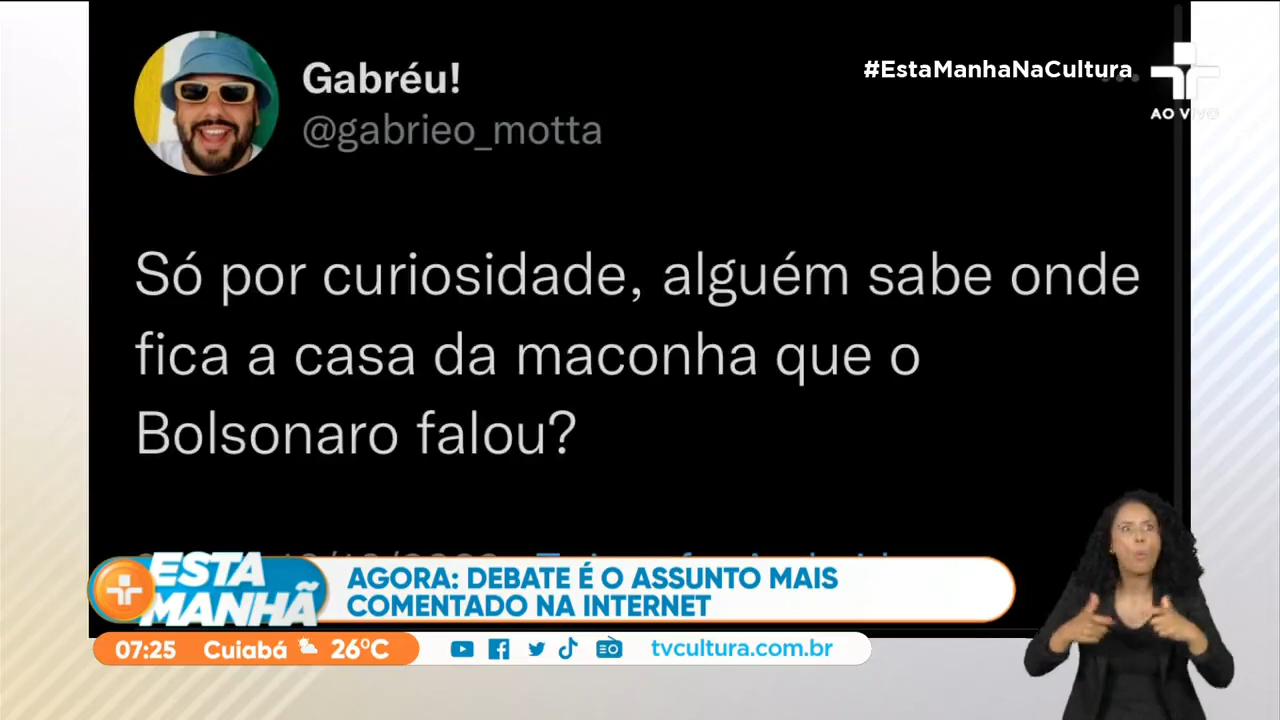 Gabréu!
@gabrieo_motta
#EstaManhaNaCultura
AO VIVO
Só por curiosidade, alguém sabe onde
fica a casa da maconha que o
Bolsonaro falou?
ESTA
MANHÃ
AGORA: DEBATE É O ASSUNTO MAIS
COMENTADO NA INTERNET
07:25 Cuiabá 26ºC
tvcultura.com.br